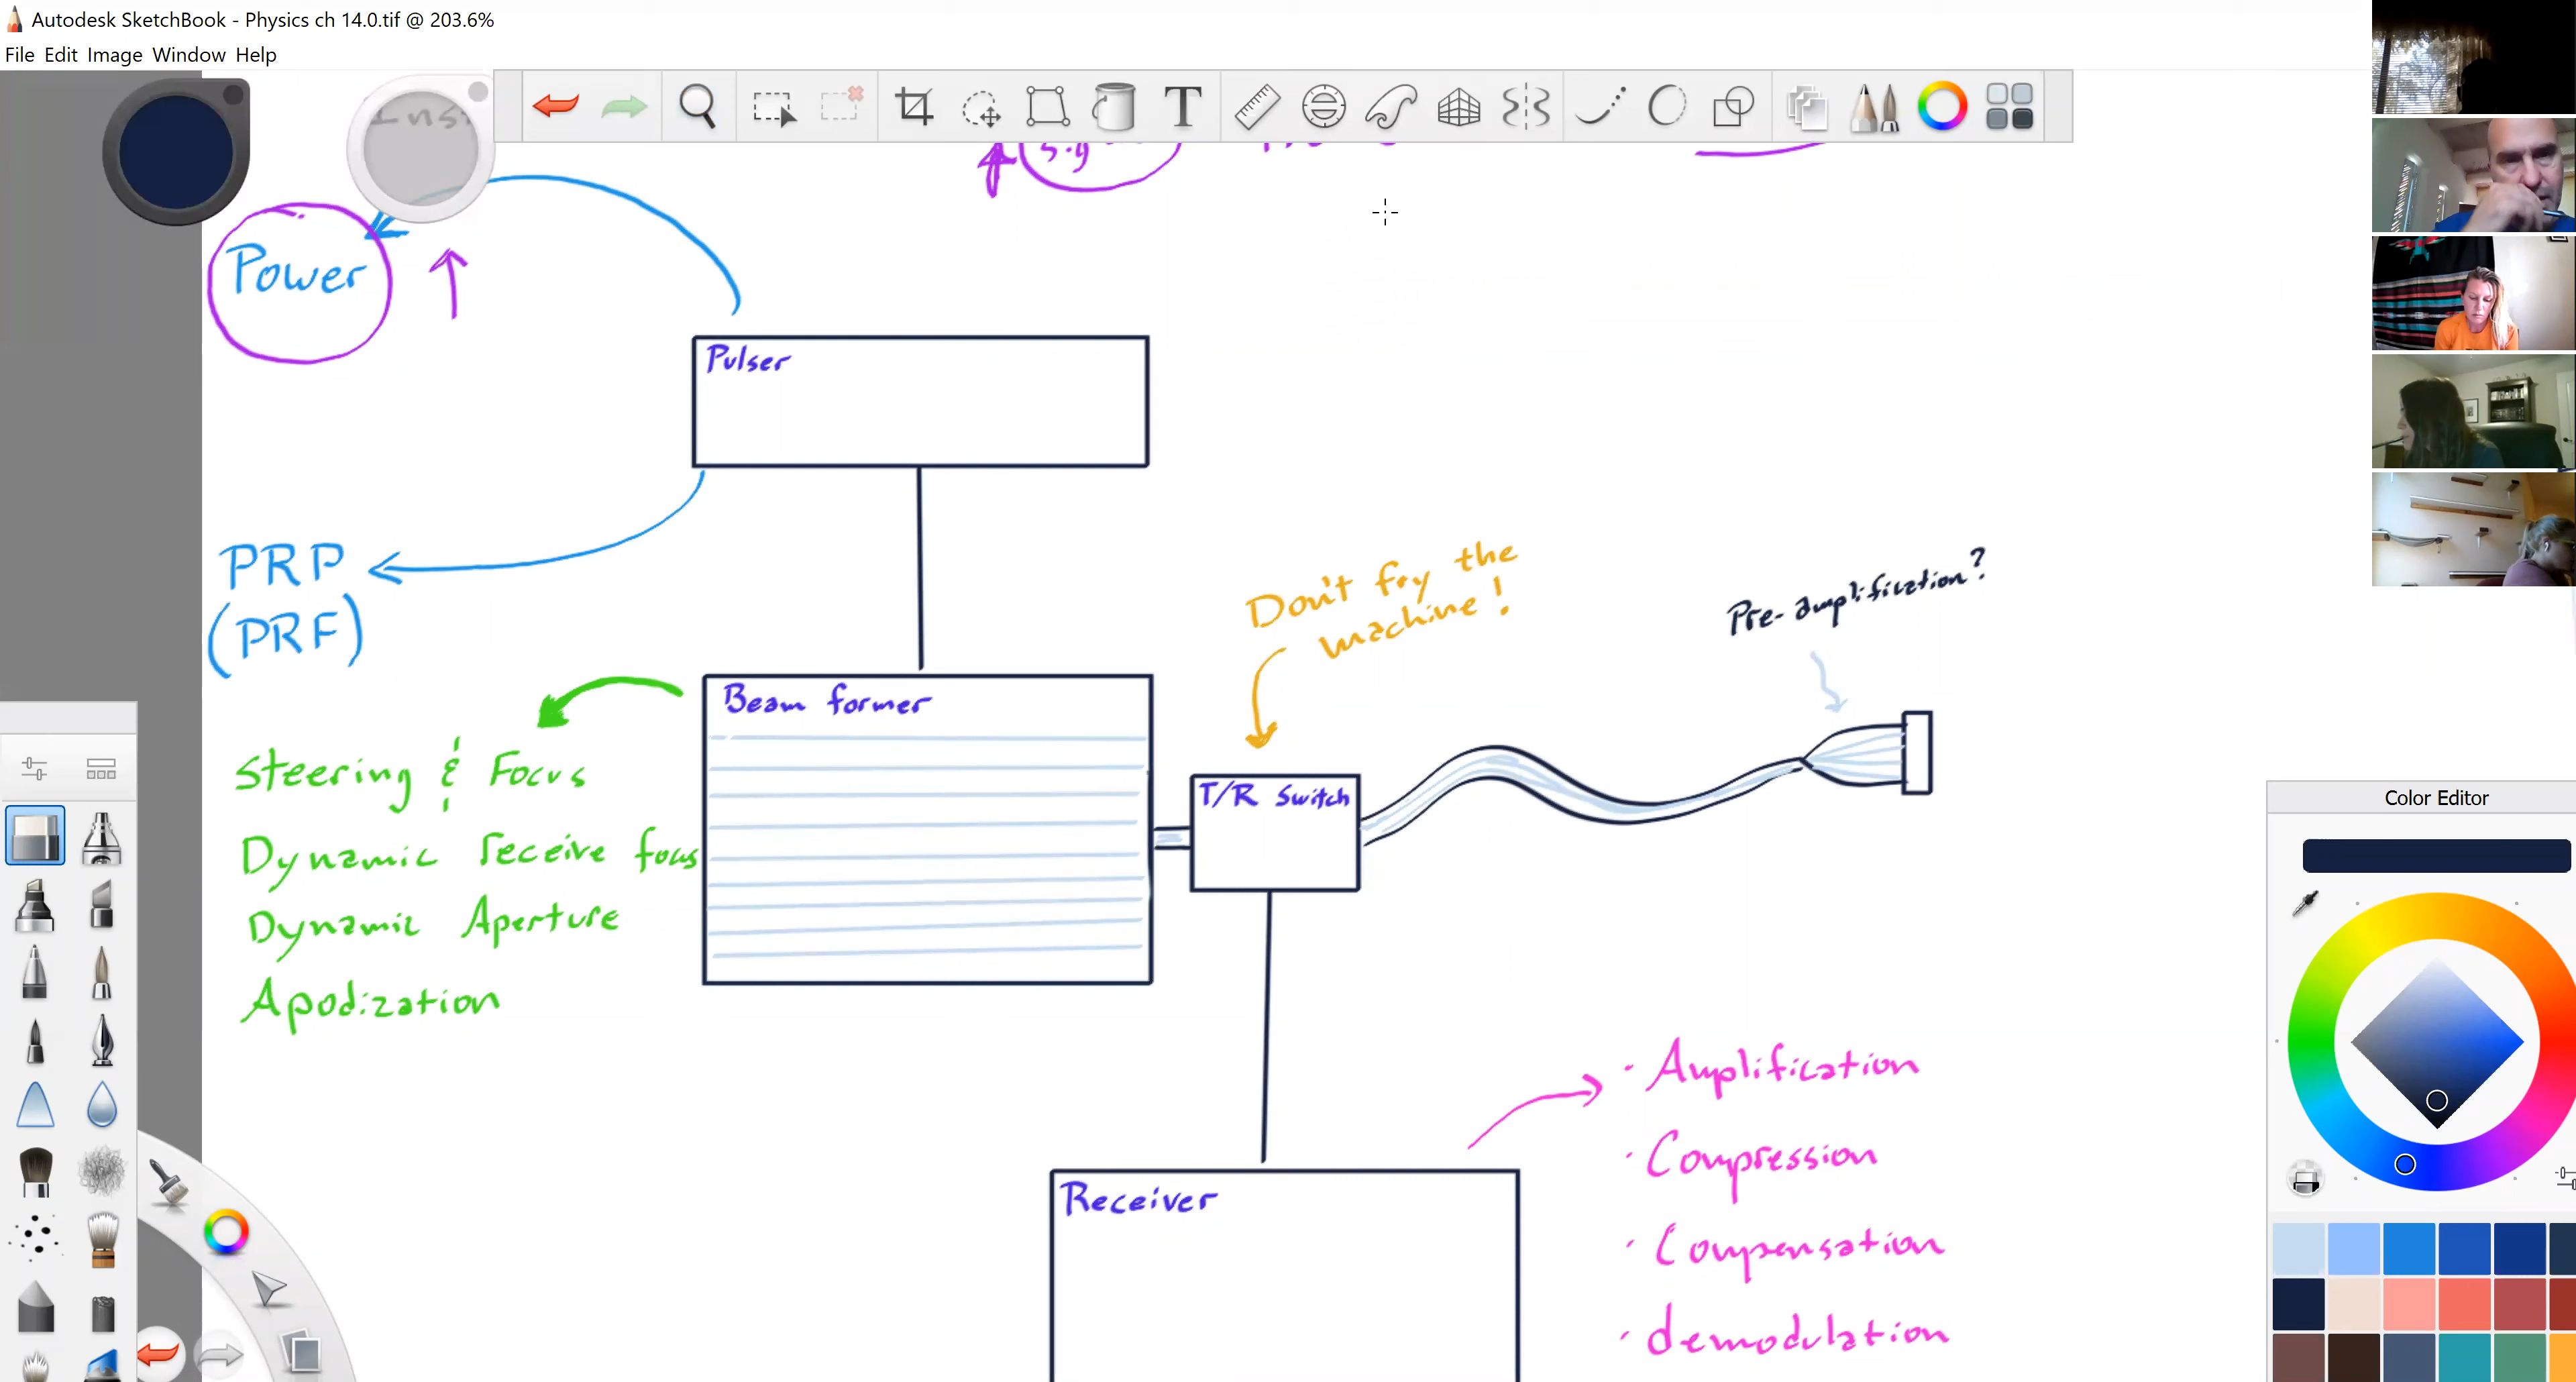 Autodesk SketchBook - Physics ch 14.0.tif @ 203.6%
File Edit Image Window Help
T
Power
Pulser
PRP
(PRF)
Don't fry the
machine!
Pre-amplification?
Beam former
Steering & Focus
Dynamic receive focus
Dynamic Aperture
Apodization
T/R Switch
Color Editor
· Amplification
· Compression
· Compensation
· demodulation
Receiver